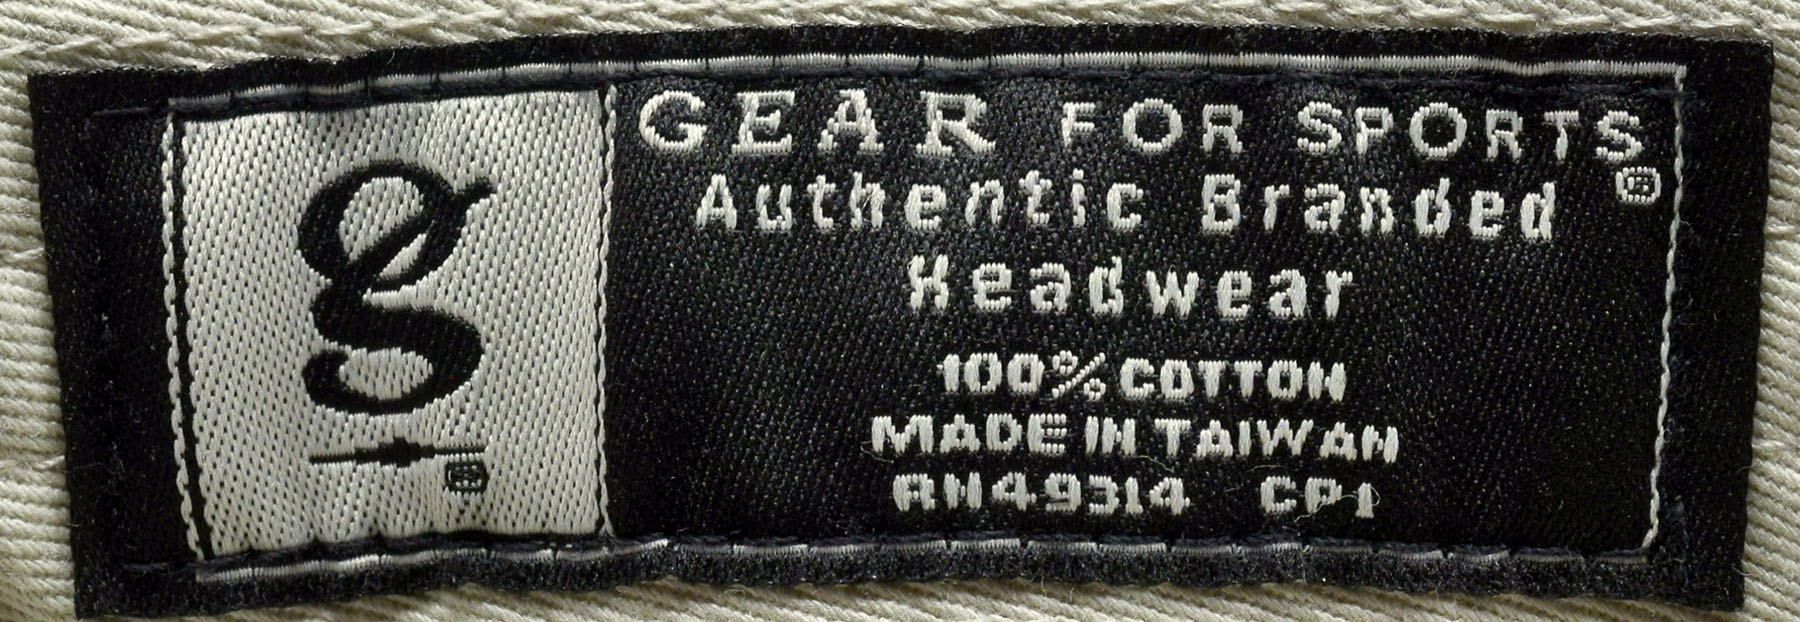 g
®
GEAR FOR SPORTS®
Authentic Branded
Headwear
100% COTTON
MADE IN TAIWAN
RN49314 CP1